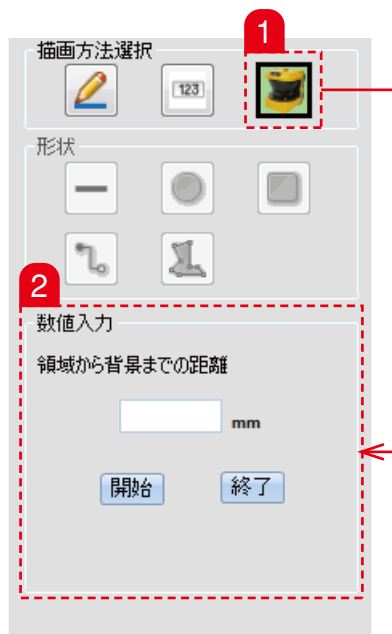 1
描画方法選択
123
形状
2
数値入力
領域から背景までの距離
mm
開始 終了